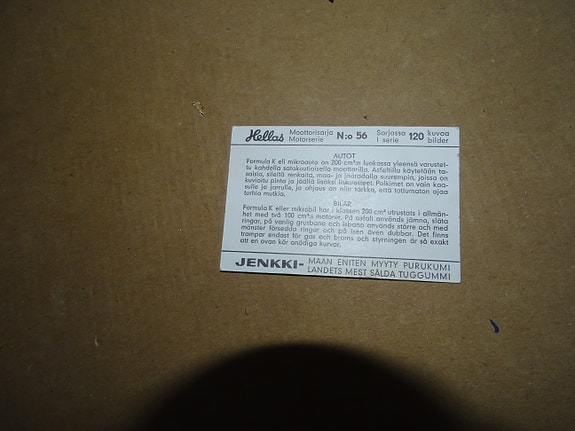 Hellas Moottorisarja N:o 56 Sarjassa 120 kuvaa
Motorserie I serie bilder
AUTOT
Formula K eli mikroauto on 200 cm³:n luokassa yleensä varustet-
tu kahdella satakuutioisella moottorilla. Asfaltilla käytetään ta-
saisia, sileitä renkaita, maa- ja jääradalla suurempia, joissa on
kuvioitu pinta ja jäällä lisäksi liukuesteet. Polkimet on vain kaa-
sulle ja jarrulle, ja ohjaus on niin tarkka, että tottumaton ajaa
turhia mutkia.
BILAR
Formula K eller mikrobil har i klassen 200 cm³ utrustats i allmän-
het med två 100 cm³ motorer. På asfalt används jämna, släta
ringar, på vanlig grusbana och isbana används större och med
mönster försedda ringar och på isen även dubbar. Det finns
trampor endast för gas och broms och styrningen är så exakt
att en ovan kör onödiga kurvor.
JENKKI- MAAN ENITEN MYYTY PURUKUMI
LANDETS MEST SÅLDA TUGGUMMI